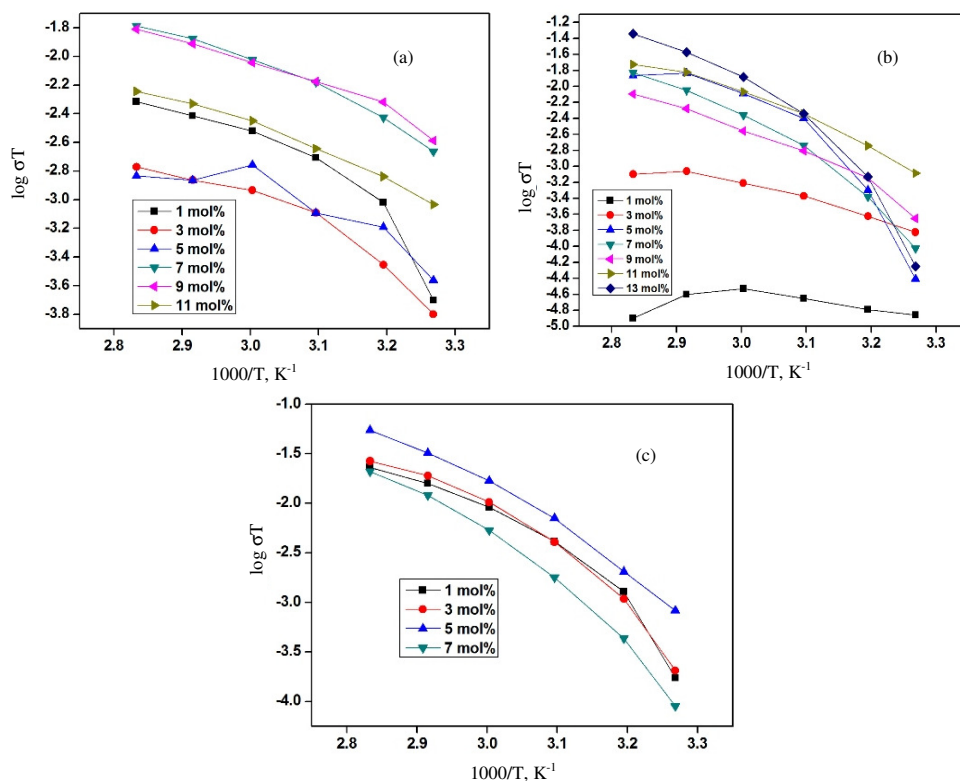 (a)
log σT
-1.8
-2.0
-2.2
-2.4
-2.6
-2.8
-3.0
-3.2
-3.4
-3.6
-3.8
1 mol%
3 mol%
5 mol%
7 mol%
9 mol%
11 mol%
2.8 2.9 3.0 3.1 3.2 3.3
1000/T, K-1
(b)
log σT
-1.2
-1.4
-1.6
-1.8
-2.0
-2.2
-2.4
-2.6
-2.8
-3.0
-3.2
-3.4
-3.6
-3.8
-4.0
-4.2
-4.4
-4.6
-4.8
-5.0
1 mol%
3 mol%
5 mol%
7 mol%
9 mol%
11 mol%
13 mol%
2.8 2.9 3.0 3.1 3.2 3.3
1000/T, K-1
(c)
log σT
-1.0
-1.5
-2.0
-2.5
-3.0
-3.5
-4.0
1 mol%
3 mol%
5 mol%
7 mol%
2.8 2.9 3.0 3.1 3.2 3.3
1000/T, K-1